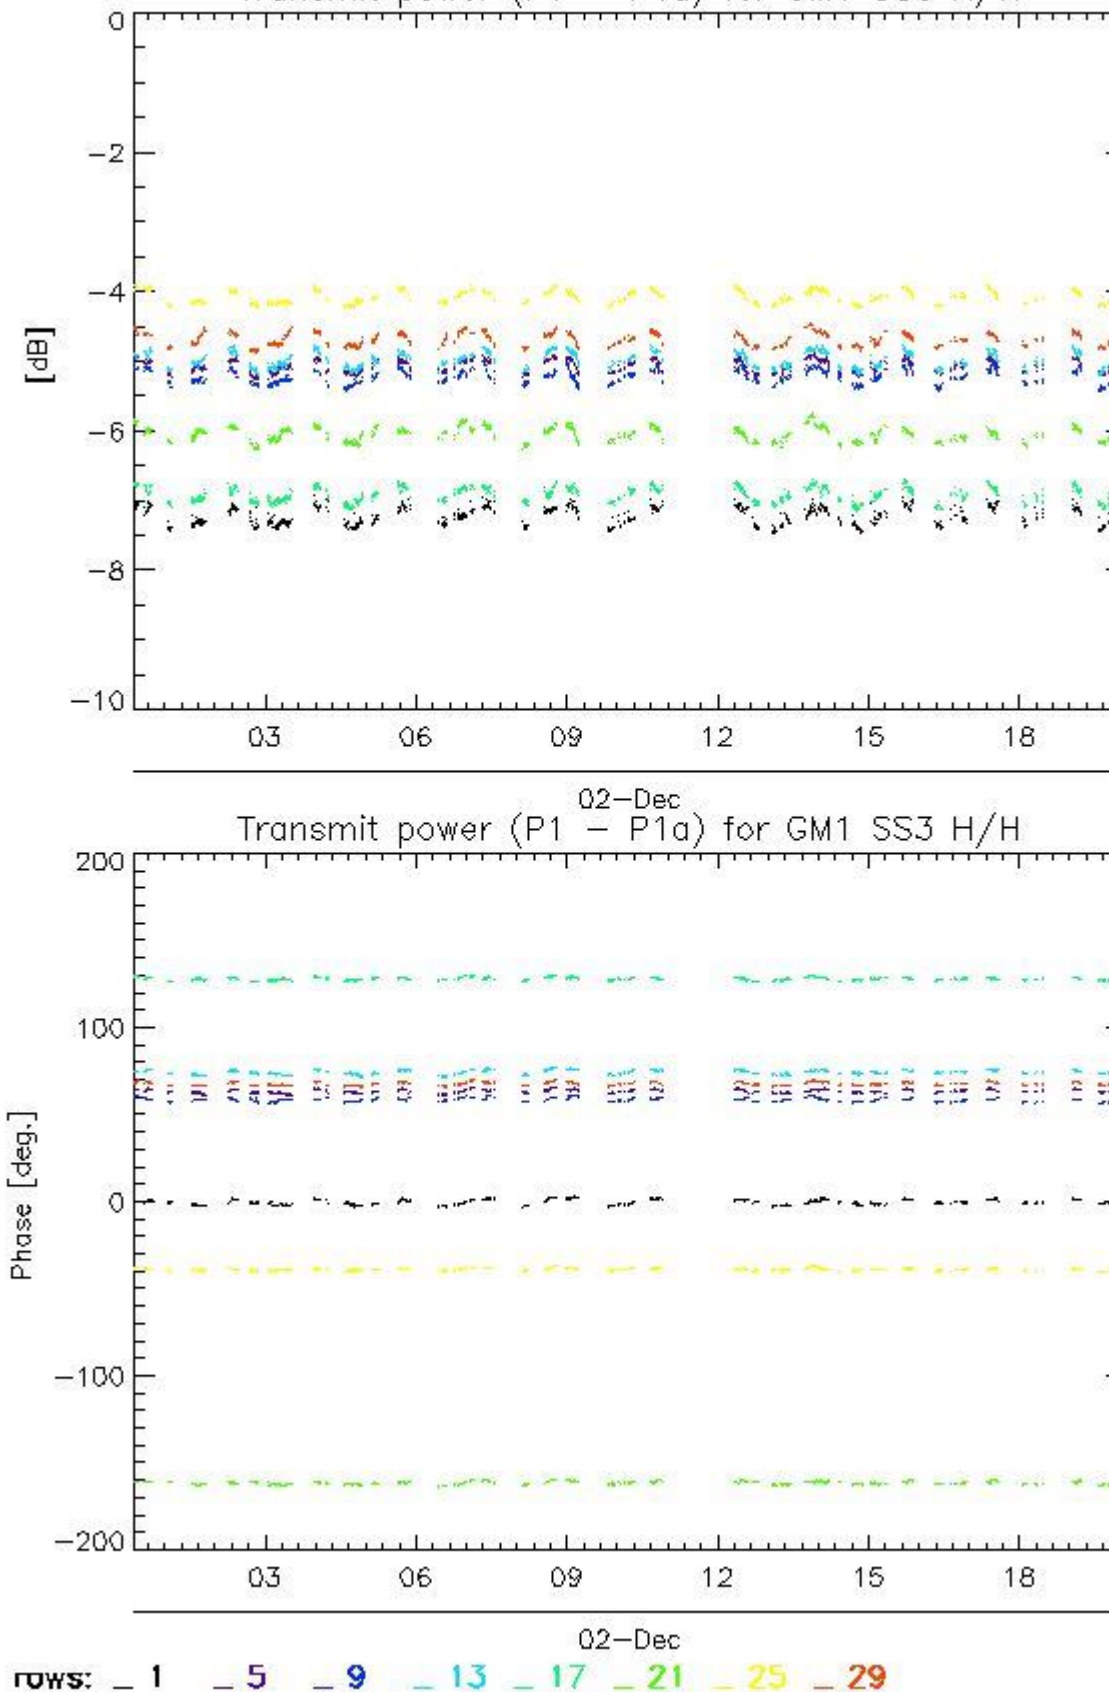 0
−2
−4
[dB]
−6
−8
−10
03 06 09 12 15 18
02−Dec
Transmit power (P1 − P1a) for GM1 SS3 H/H
200
100
Phase [deg.]
0
−100
−200
03 06 09 12 15 18
02−Dec
rows: _ 1 _ 5 _ 9 _ 13 _ 17 _ 21 _ 25 _ 29